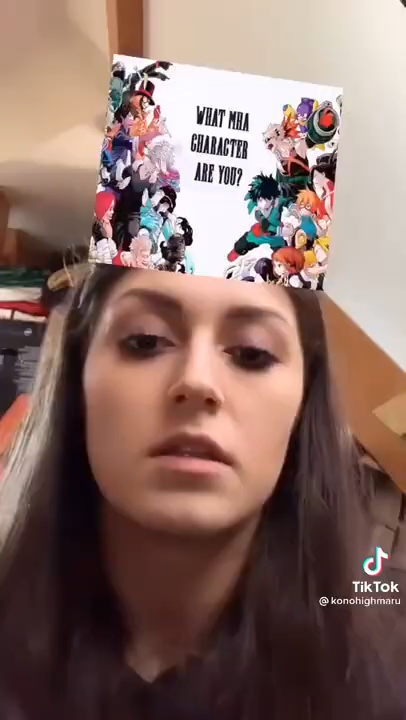 WHAT MHA
CHARACTER
ARE YOU?
TikTok
@konohighmaru